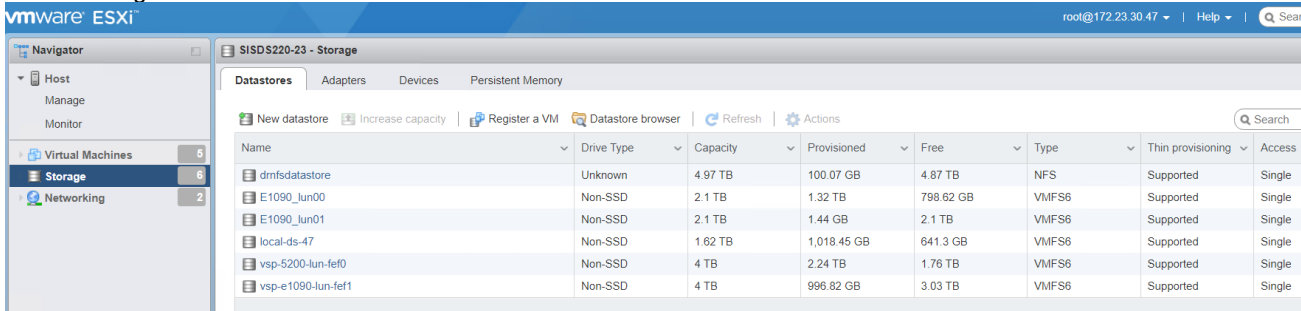 vmware ESXi™
root@172.23.30.47 | Help | Sear
Navigator
SISDS220-23 - Storage
Host
Manage
Monitor
Virtual Machines 5
Storage 6
Networking 2
Datastores Adapters Devices Persistent Memory
New datastore Increase capacity | Register a VM Datastore browser | Refresh | Actions
Search
Name Drive Type Capacity Provisioned Free Type Thin provisioning Access
drnfsdatastore Unknown 4.97 TB 100.07 GB 4.87 TB NFS Supported Single
E1090_lun00 Non-SSD 2.1 TB 1.32 TB 798.62 GB VMFS6 Supported Single
E1090_lun01 Non-SSD 2.1 TB 1.44 GB 2.1 TB VMFS6 Supported Single
local-ds-47 Non-SSD 1.62 TB 1,018.45 GB 641.3 GB VMFS6 Supported Single
vsp-5200-lun-fef0 Non-SSD 4 TB 2.24 TB 1.76 TB VMFS6 Supported Single
vsp-e1090-lun-fef1 Non-SSD 4 TB 996.82 GB 3.03 TB VMFS6 Supported Single